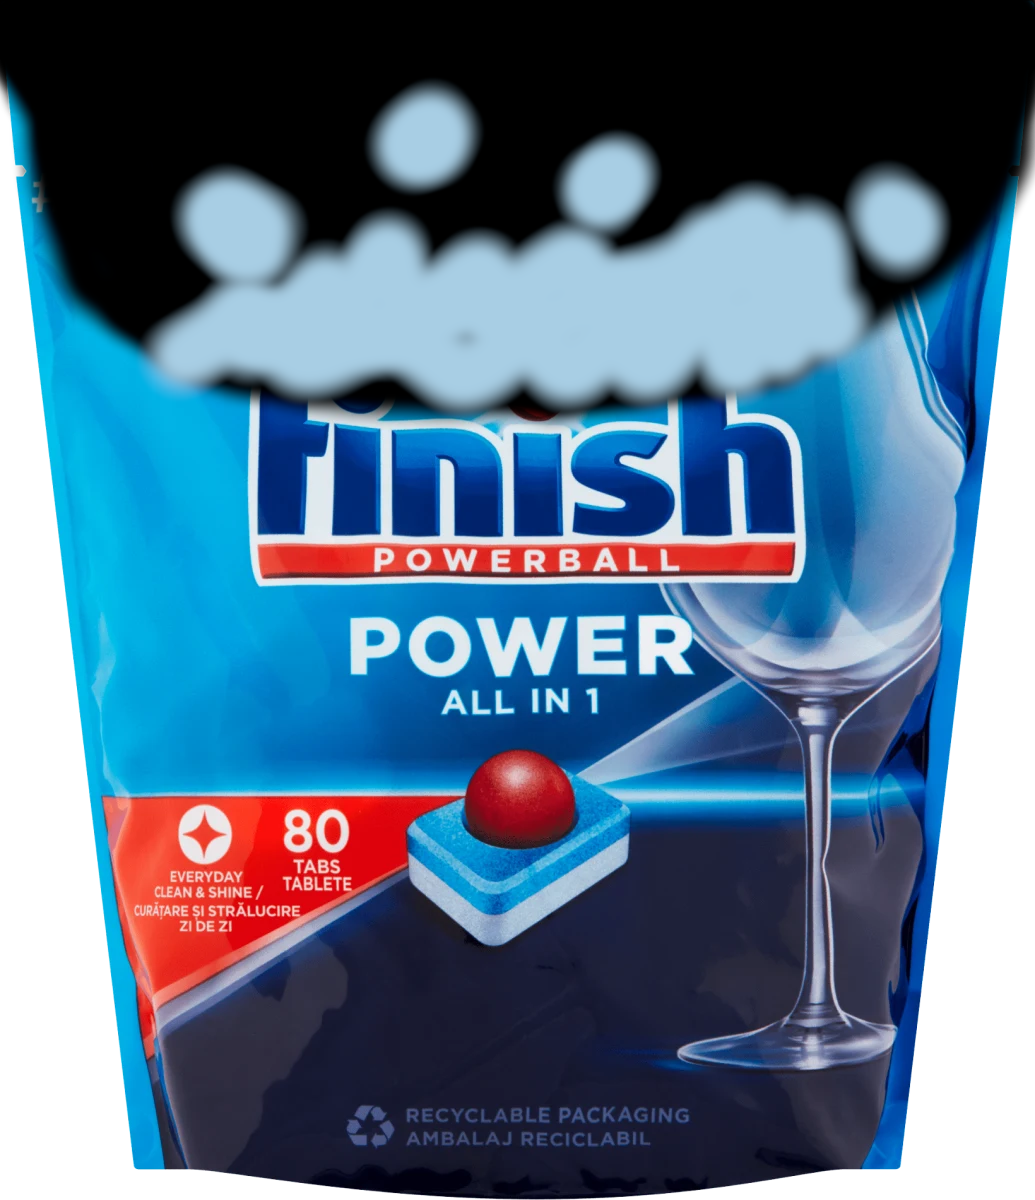 finish
POWERBALL
POWER
ALL IN 1
80
TABS
TABLETE
EVERYDAY
CLEAN & SHINE /
CURĂȚARE ȘI STRĂLUCIRE
ZI DE ZI
RECYCLABLE PACKAGING
AMBALAJ RECICLABIL